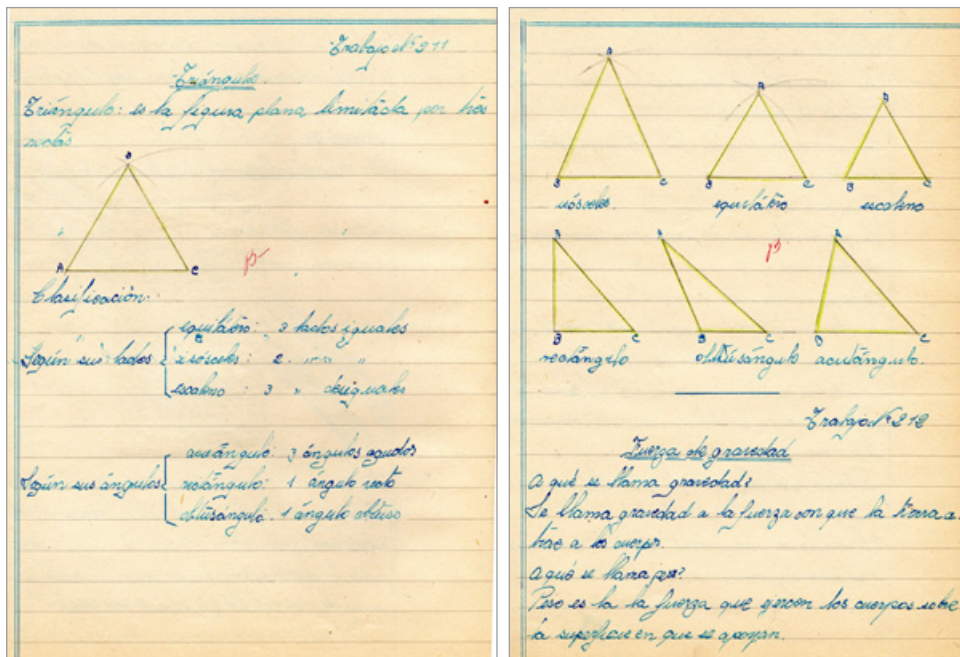 Trabajo Nº 211
Triángulo
Triángulo: es la figura plana limitada por tres
rectas
B
A C
Clasificación.
Según sus lados
equilátero: 3 lados iguales
isósceles: 2 " "
escaleno : 3 " desiguales
Según sus ángulos
acutángulo: 3 ángulos agudos
rectángulo: 1 ángulo recto
obtusángulo: 1 ángulo obtuso
A A A
B C B C B C
isósceles. equilátero escaleno
A A A
B C B C B C
rectángulo obtusángulo acutángulo.
Trabajo Nº 212
Fuerza de gravedad
A qué se llama gravedad?
Se llama gravedad a la fuerza con que la tierra a-
trae a los cuerpos.
A qué se llama peso?
Peso es la la fuerza que ejercen los cuerpos sobre
la superficie en que se apoyan.